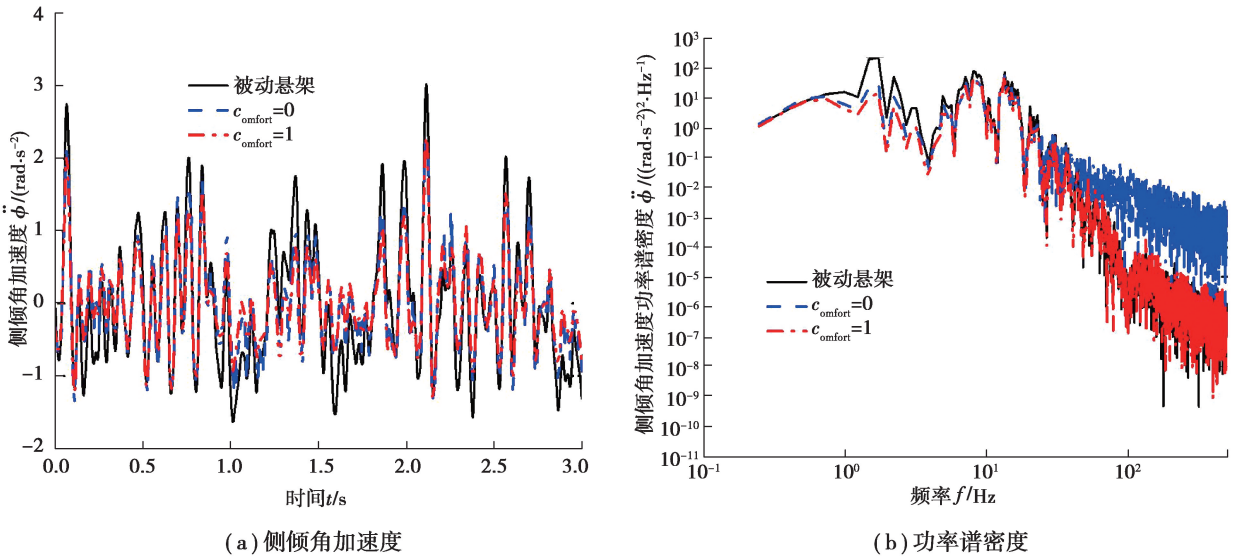 4
3
2
1
0
−1
−2
0.0 0.5 1.0 1.5 2.0 2.5 3.0
侧倾角加速度 ϕ̈/(rad·s⁻²)
时间t/s
被动悬架
c_omfort=0
c_omfort=1
(a)侧倾角加速度
10³
10²
10¹
10⁰
10⁻¹
10⁻²
10⁻³
10⁻⁴
10⁻⁵
10⁻⁶
10⁻⁷
10⁻⁸
10⁻⁹
10⁻¹⁰
10⁻¹¹
10⁻¹ 10⁰ 10¹ 10²
侧倾角加速度功率谱密度 ϕ̈/((rad·s⁻²)²·Hz⁻¹)
频率f/Hz
被动悬架
c_omfort=0
c_omfort=1
(b)功率谱密度